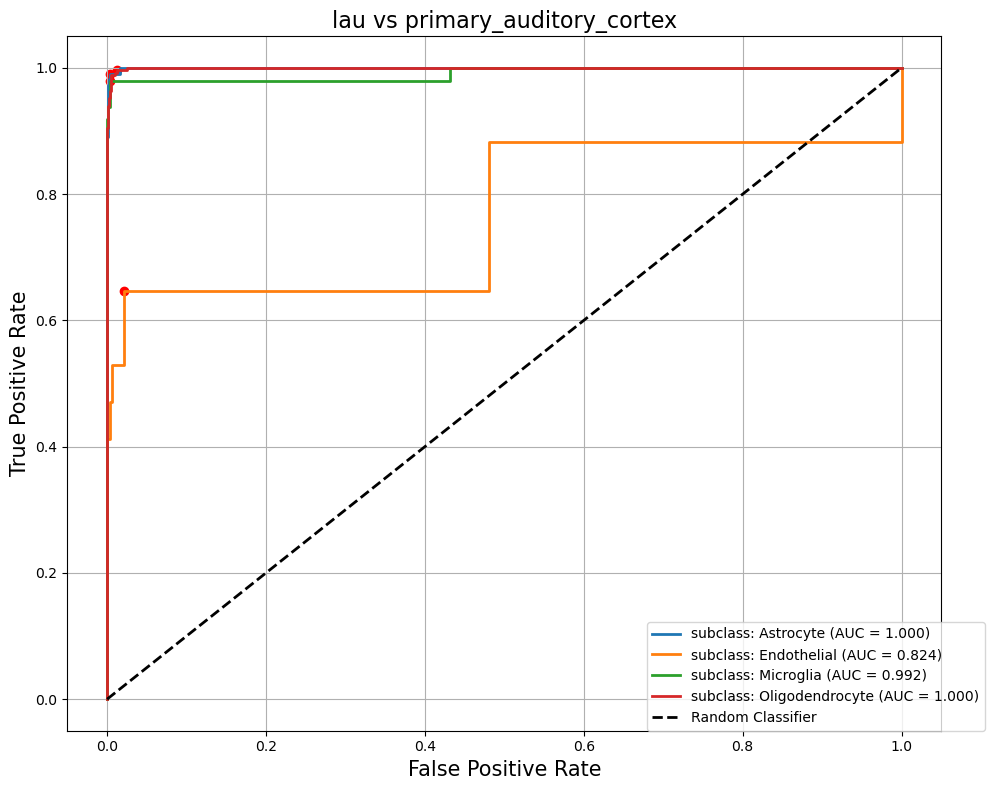 lau vs primary_auditory_cortex
True Positive Rate
1.0
0.8
0.6
0.4
0.2
0.0
subclass: Astrocyte (AUC = 1.000)
subclass: Endothelial (AUC = 0.824)
subclass: Microglia (AUC = 0.992)
subclass: Oligodendrocyte (AUC = 1.000)
Random Classifier
0.0 0.2 0.4 0.6 0.8 1.0
False Positive Rate